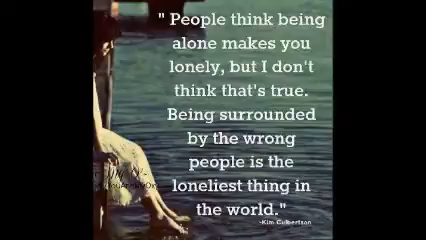 " People think being
alone makes you
lonely, but I don't
think that's true.
Being surrounded
by the wrong
people is the
loneliest thing in
the world."
-Kim Culbertson